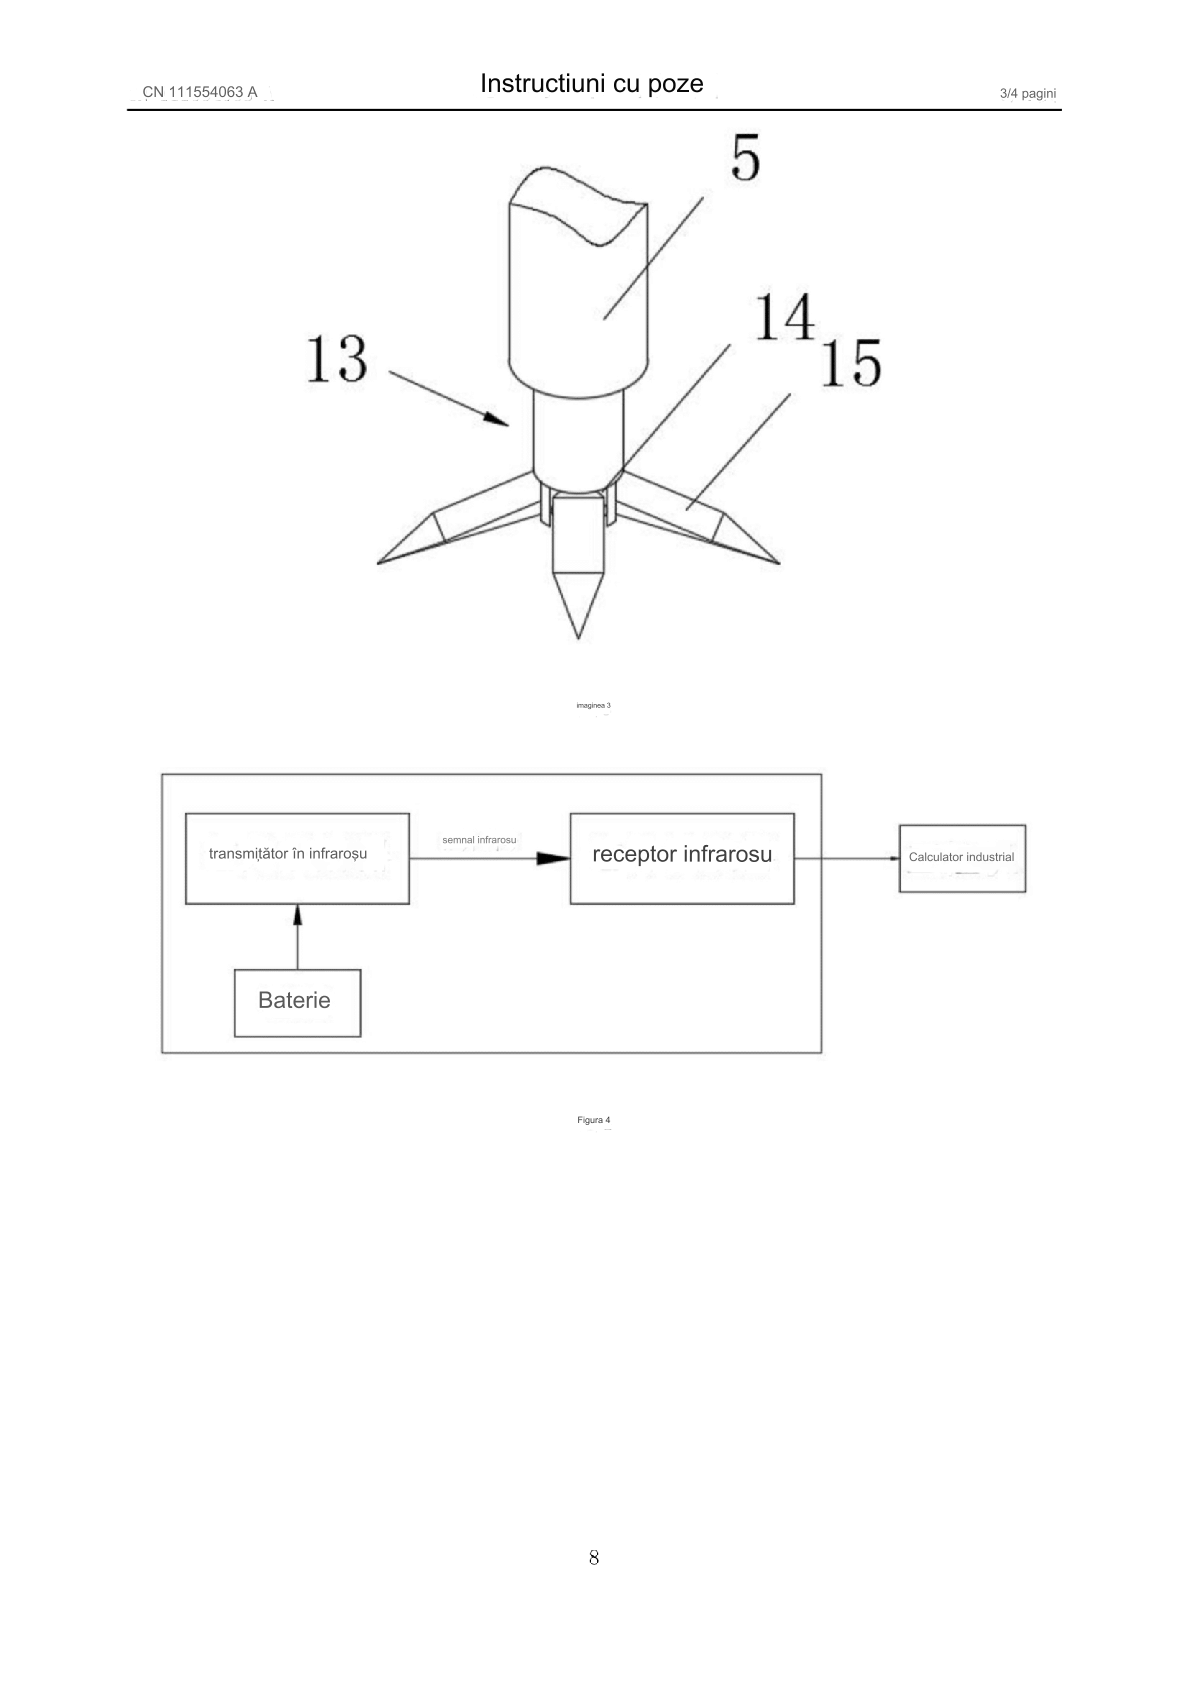 CN 111554063 A
Instructiuni cu poze
3/4 pagini
5
14
13
15
imaginea 3
transmițător în infraroșu
semnal infrarosu
receptor infrarosu
Calculator industrial
Baterie
Figura 4
8